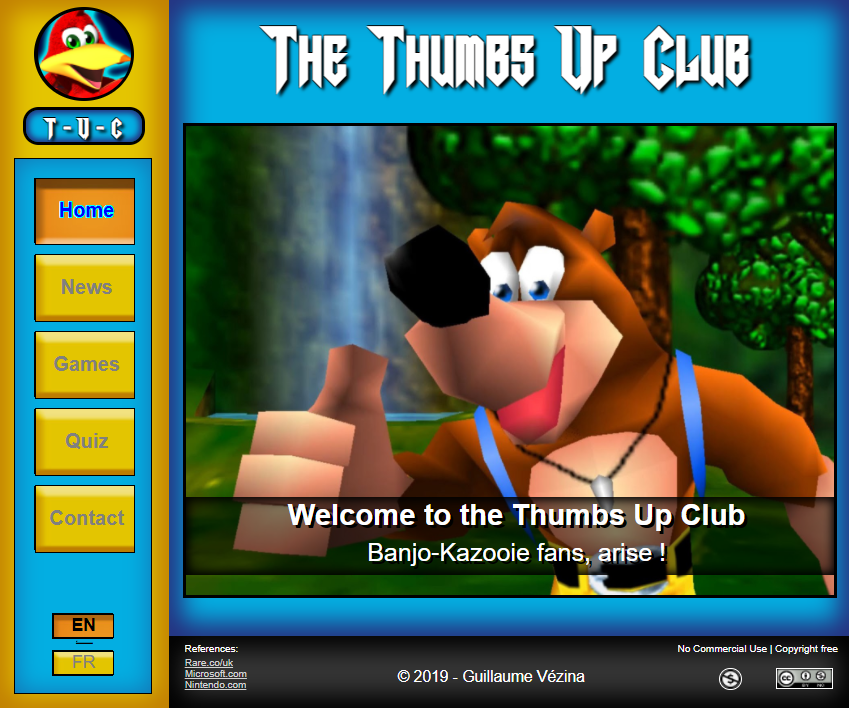 T - U - C
Home
News
Games
Quiz
Contact
EN
FR
The Thumbs Up Club
Welcome to the Thumbs Up Club
Banjo-Kazooie fans, arise !
References:
Rare.co/uk
Microsoft.com
Nintendo.com
© 2019 - Guillaume Vézina
No Commercial Use | Copyright free